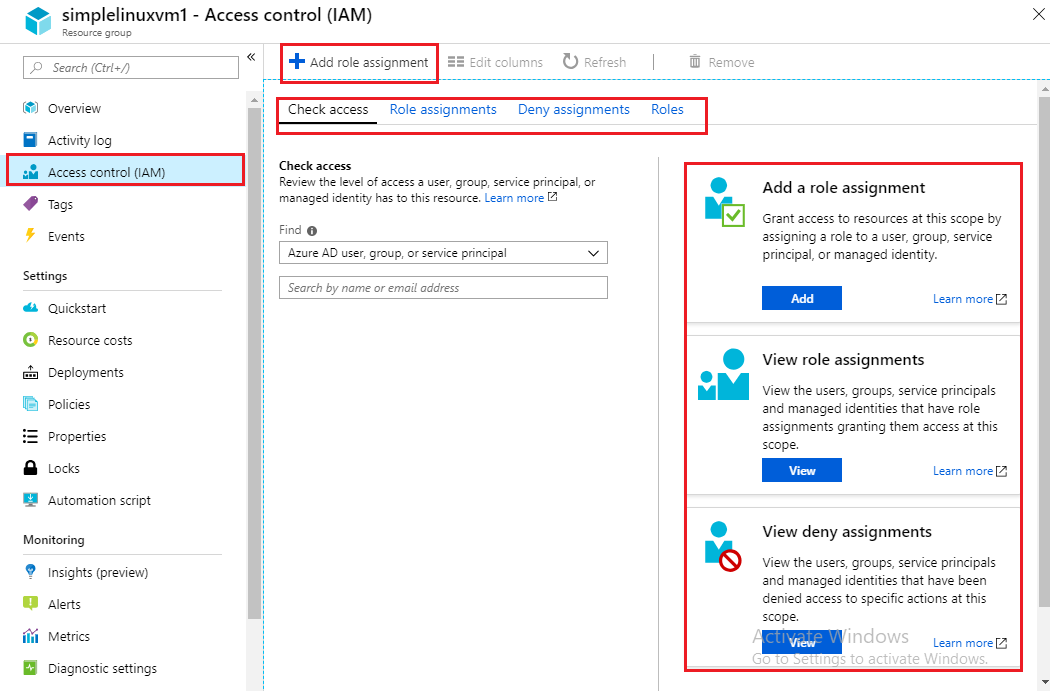 simplelinuxvm1 - Access control (IAM)
Resource group
Search (Ctrl+/)
«
Overview
Activity log
Access control (IAM)
Tags
Events
Settings
Quickstart
Resource costs
Deployments
Policies
Properties
Locks
Automation script
Monitoring
Insights (preview)
Alerts
Metrics
Diagnostic settings
Add role assignment
Edit columns
Refresh
Remove
Check access
Role assignments
Deny assignments
Roles
Check access
Review the level of access a user, group, service principal, or
managed identity has to this resource. Learn more
Find
Azure AD user, group, or service principal
Search by name or email address
Add a role assignment
Grant access to resources at this scope by
assigning a role to a user, group, service
principal, or managed identity.
Add
Learn more
View role assignments
View the users, groups, service principals
and managed identities that have role
assignments granting them access at this
scope.
View
Learn more
View deny assignments
View the users, groups, service principals
and managed identities that have been
denied access to specific actions at this
scope.
View
Learn more
Activate Windows
Go to Settings to activate Windows.